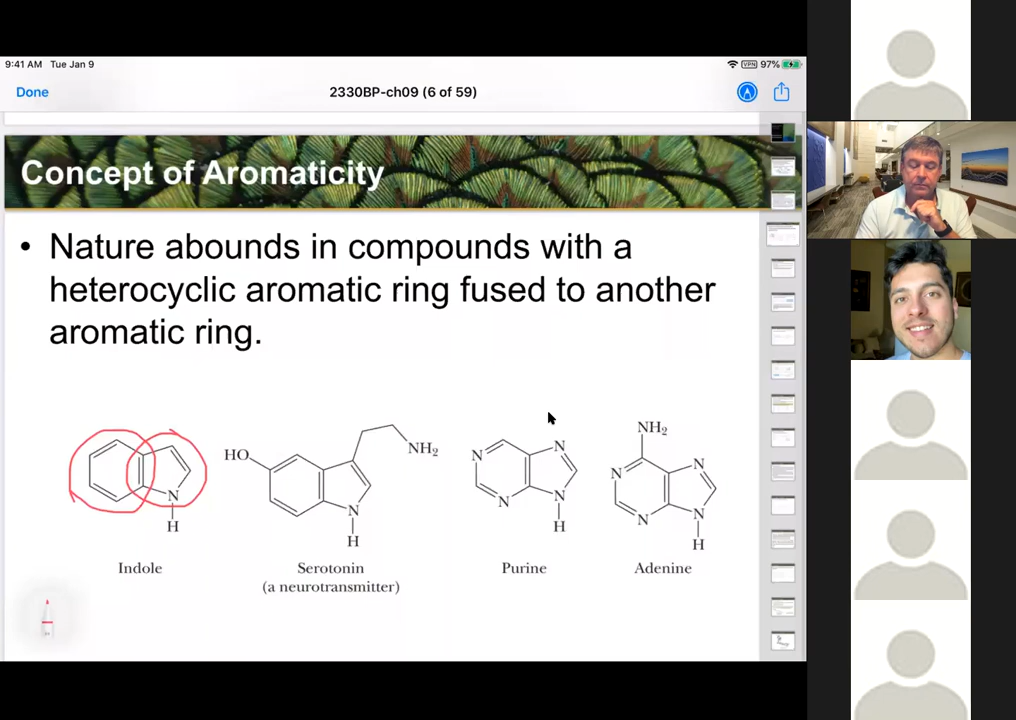 9:41 AM Tue Jan 9
VPN 97%
Done
2330BP-ch09 (6 of 59)
Concept of Aromaticity
• Nature abounds in compounds with a
heterocyclic aromatic ring fused to another
aromatic ring.
N
H
Indole
HO
NH2
N
H
Serotonin
(a neurotransmitter)
N
N
N
N
H
Purine
NH2
N
N
N
N
H
Adenine